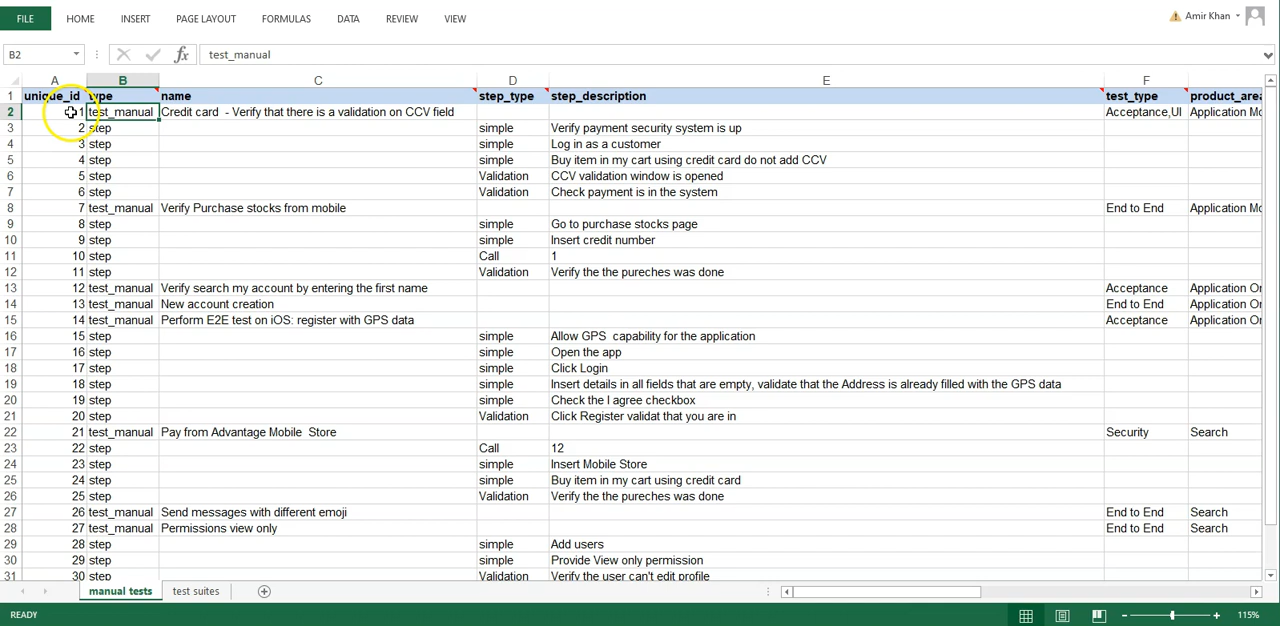 FILE HOME INSERT PAGE LAYOUT FORMULAS DATA REVIEW VIEW Amir Khan
B2 fx test_manual
A B C D E F
1 unique_id type name step_type step_description test_type product_area
2 1 test_manual Credit card - Verify that there is a validation on CCV field Acceptance,UI Application Mo
3 2 step simple Verify payment security system is up
4 3 step simple Log in as a customer
5 4 step simple Buy item in my cart using credit card do not add CCV
6 5 step Validation CCV validation window is opened
7 6 step Validation Check payment is in the system
8 7 test_manual Verify Purchase stocks from mobile End to End Application Mo
9 8 step simple Go to purchase stocks page
10 9 step simple Insert credit number
11 10 step Call 1
12 11 step Validation Verify the the pureches was done
13 12 test_manual Verify search my account by entering the first name Acceptance Application On
14 13 test_manual New account creation End to End Application On
15 14 test_manual Perform E2E test on iOS: register with GPS data Acceptance Application On
16 15 step simple Allow GPS capability for the application
17 16 step simple Open the app
18 17 step simple Click Login
19 18 step simple Insert details in all fields that are empty, validate that the Address is already filled with the GPS data
20 19 step simple Check the I agree checkbox
21 20 step Validation Click Register validat that you are in
22 21 test_manual Pay from Advantage Mobile Store Security Search
23 22 step Call 12
24 23 step simple Insert Mobile Store
25 24 step simple Buy item in my cart using credit card
26 25 step Validation Verify the the pureches was done
27 26 test_manual Send messages with different emoji End to End Search
28 27 test_manual Permissions view only End to End Search
29 28 step simple Add users
30 29 step simple Provide View only permission
31 30 step Validation Verify the user can't edit profile
manual tests test suites
READY 115%